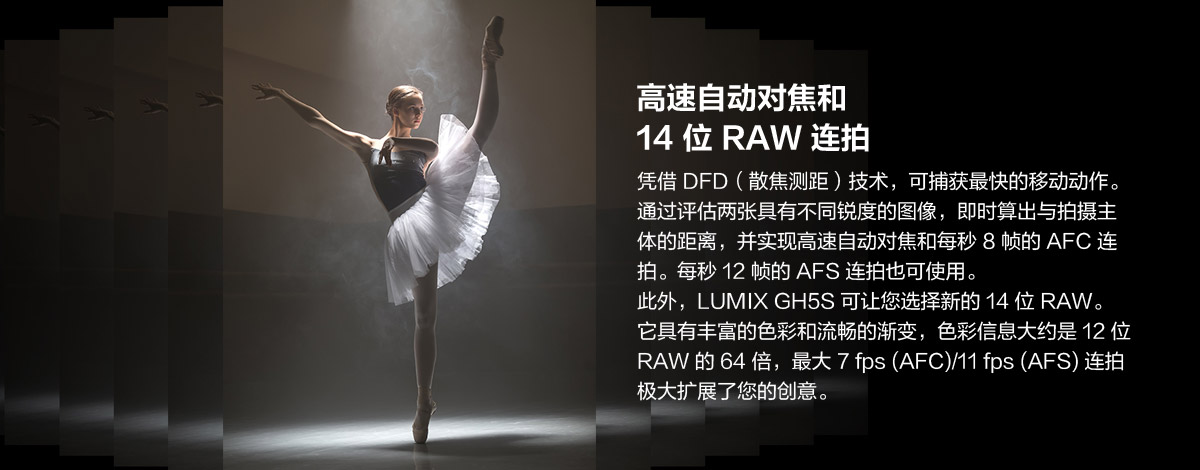 高速自动对焦和
14 位 RAW 连拍
凭借 DFD（散焦测距）技术，可捕获最快的移动动作。
通过评估两张具有不同锐度的图像，即时算出与拍摄主
体的距离，并实现高速自动对焦和每秒 8 帧的 AFC 连
拍。每秒 12 帧的 AFS 连拍也可使用。
此外，LUMIX GH5S 可让您选择新的 14 位 RAW。
它具有丰富的色彩和流畅的渐变，色彩信息大约是 12 位
RAW 的 64 倍，最大 7 fps (AFC)/11 fps (AFS) 连拍
极大扩展了您的创意。